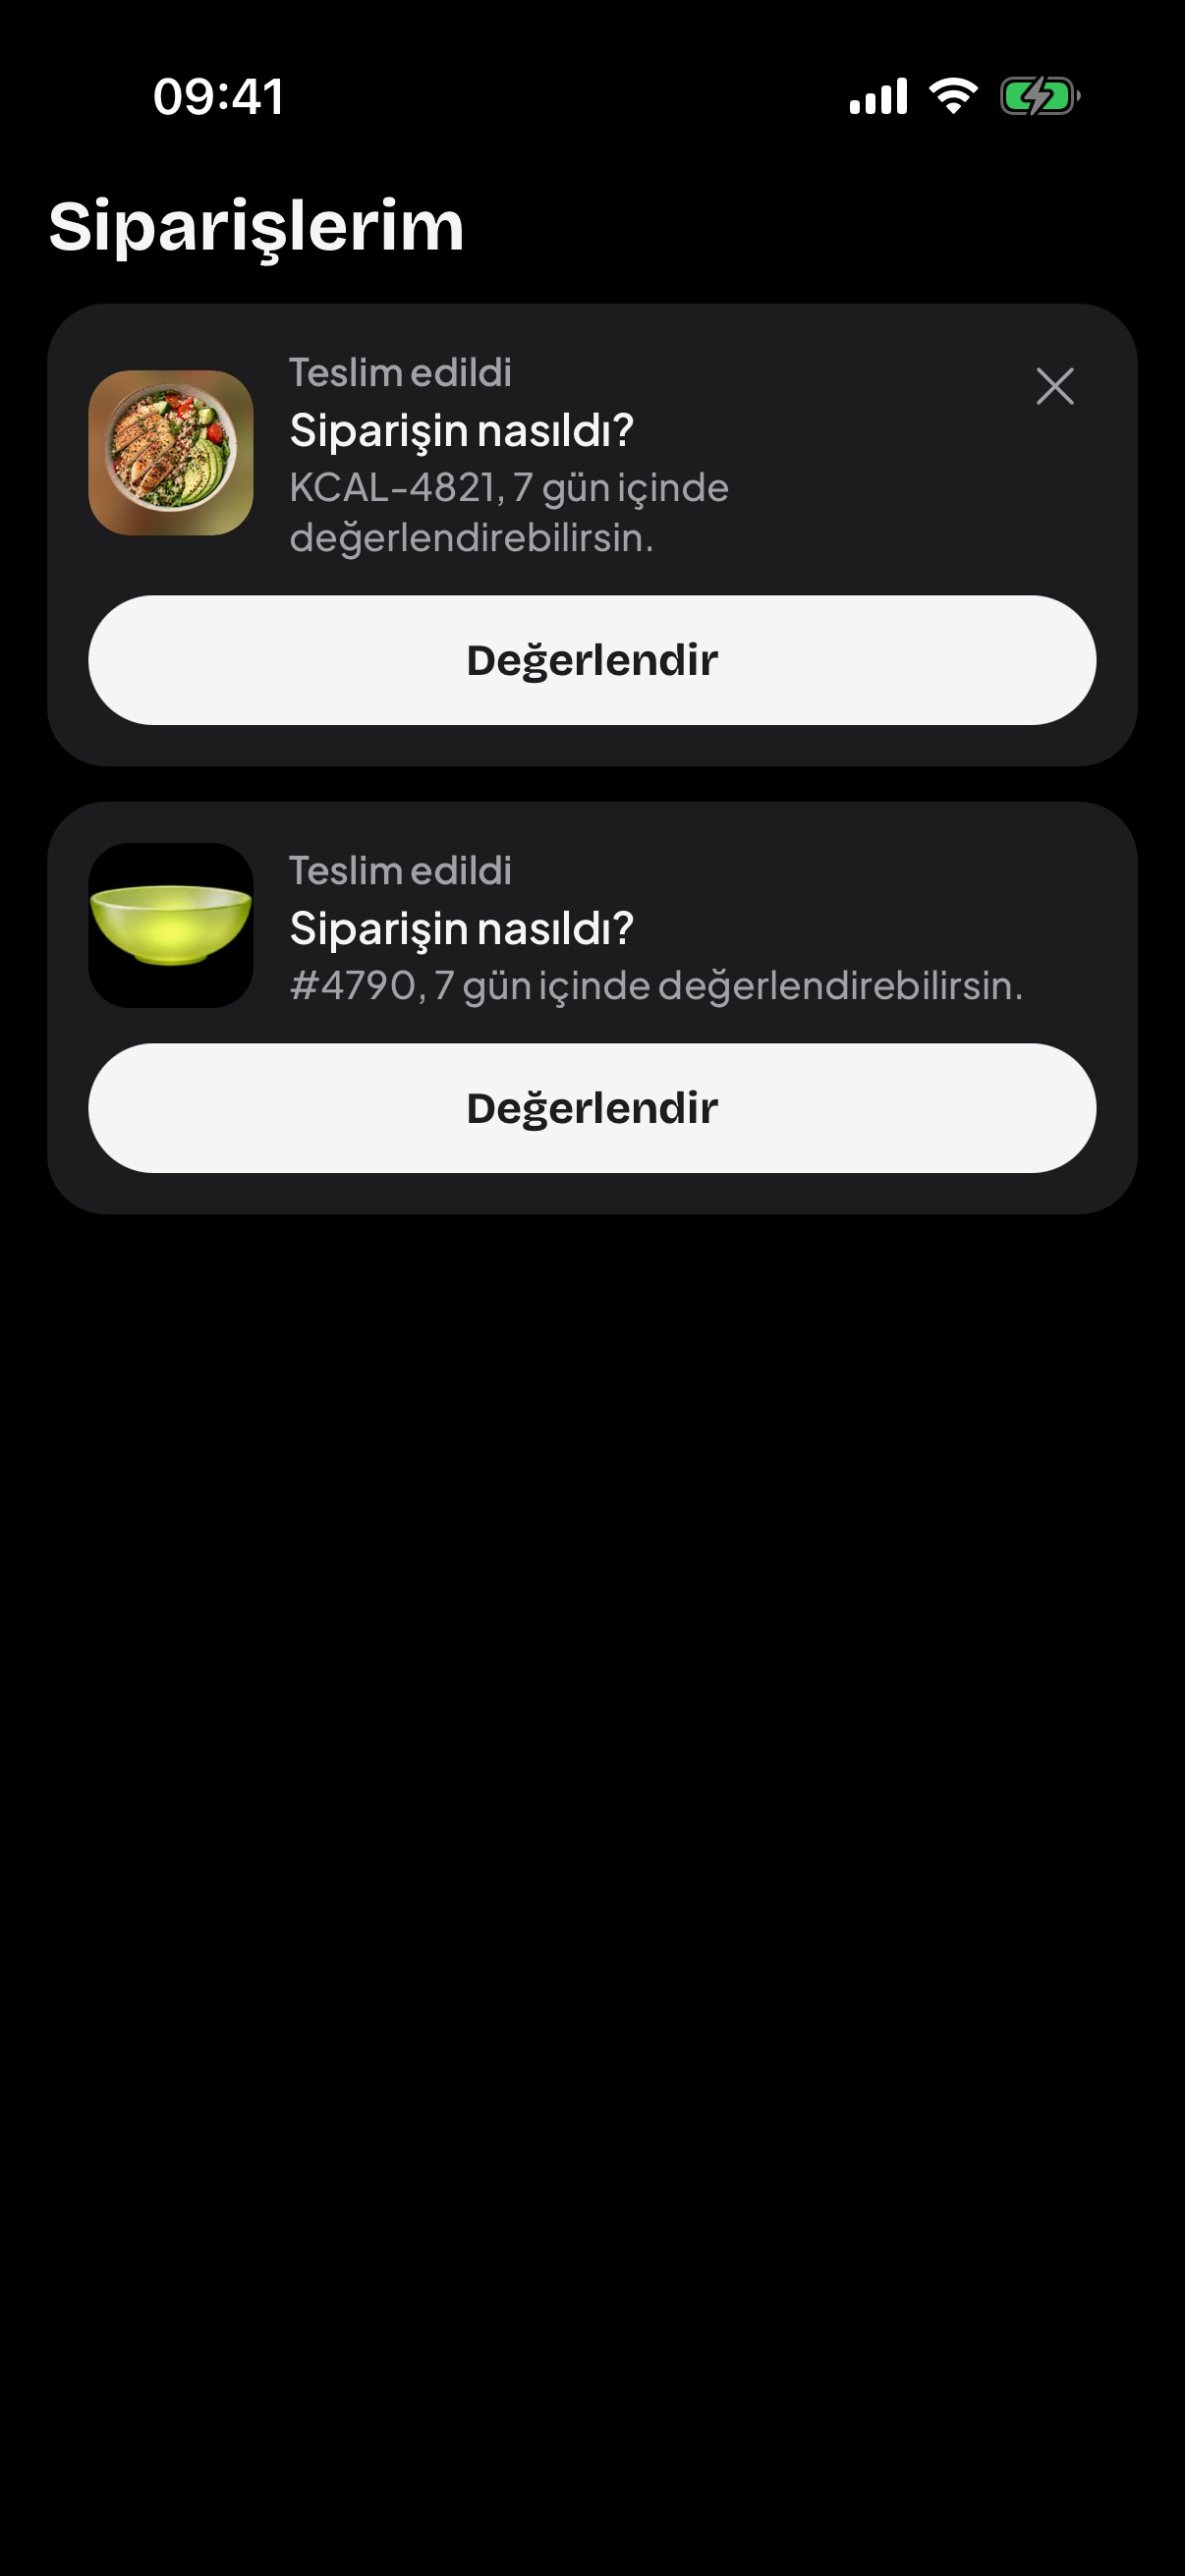 09:41
Siparişlerim
Teslim edildi
Siparişin nasıldı?
KCAL-4821, 7 gün içinde
değerlendirebilirsin.
Değerlendir
Teslim edildi
Siparişin nasıldı?
#4790, 7 gün içinde değerlendirebilirsin.
Değerlendir